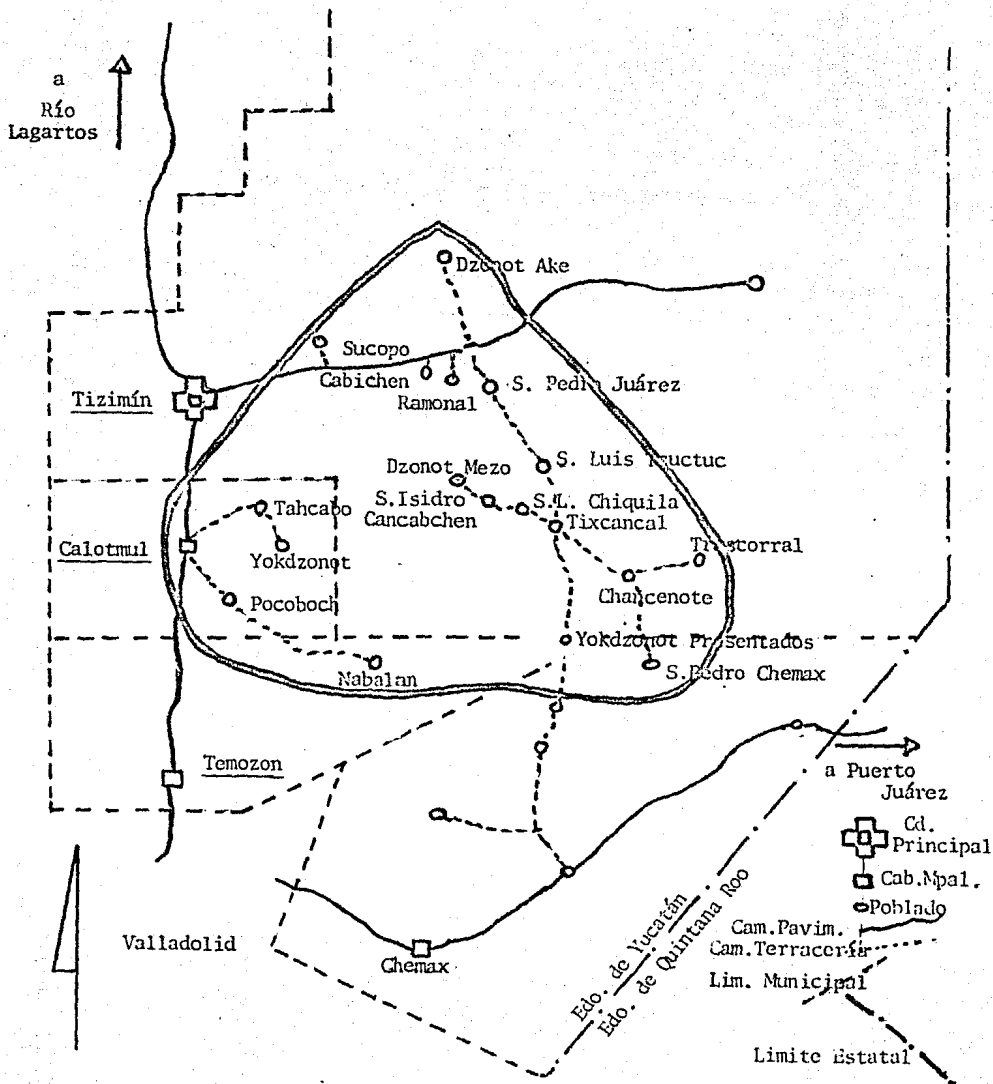 a
Río
Lagartos
Dzonot Ake
Sucopo
Cabichen
Ramonal
S. Pedro Juárez
Tizimín
Dzonot Mezo
S. Luis
S.Isidro
Cancabchen
S.L. Chiquila
Tixcancal
Tahcabo
Calotmul
Yokdzonot
Chancenote
Pocoboch
Yokdzonot Presentados
Nabalan
S.Pedro Chemax
Temozon
a Puerto
Juárez
Cd.
Principal
Cab.Mpal.
Poblado
Cam.Pavim.
Cam.Terracería
Lim. Municipal
Limite Estatal
Valladolid
Chemax
Edo. de Yucatán
Edo. de Quintana Roo